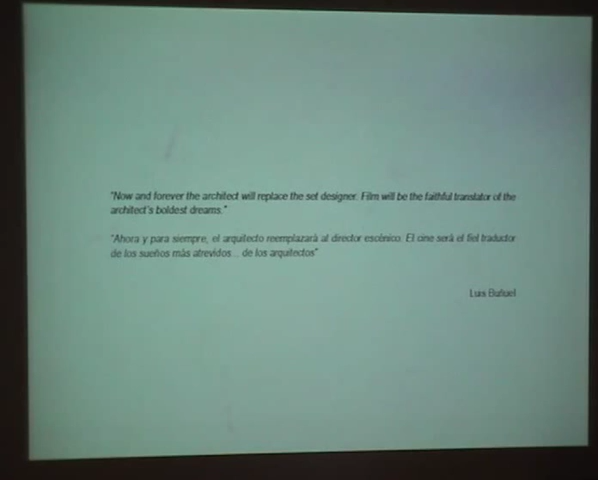 "Now and forever the architect will replace the set designer. Film will be the faithful translator of the
architect's boldest dreams."
"Ahora y para siempre, el arquitecto reemplazará al director escénico. El cine será el fiel traductor
de los sueños más atrevidos... de los arquitectos"
Luis Buñuel